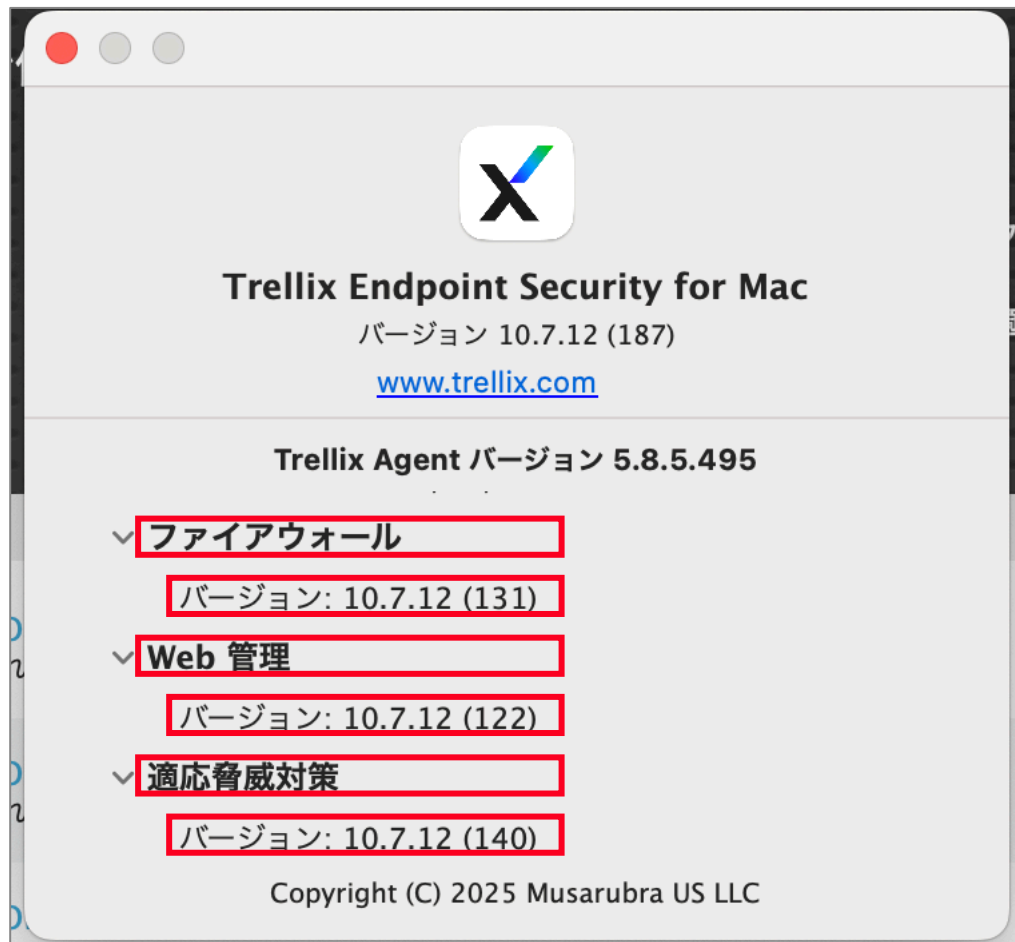 Trellix Endpoint Security for Mac
バージョン 10.7.12 (187)
www.trellix.com
Trellix Agent バージョン 5.8.5.495
ファイアウォール
バージョン: 10.7.12 (131)
Web 管理
バージョン: 10.7.12 (122)
適応脅威対策
バージョン: 10.7.12 (140)
Copyright (C) 2025 Musarubra US LLC